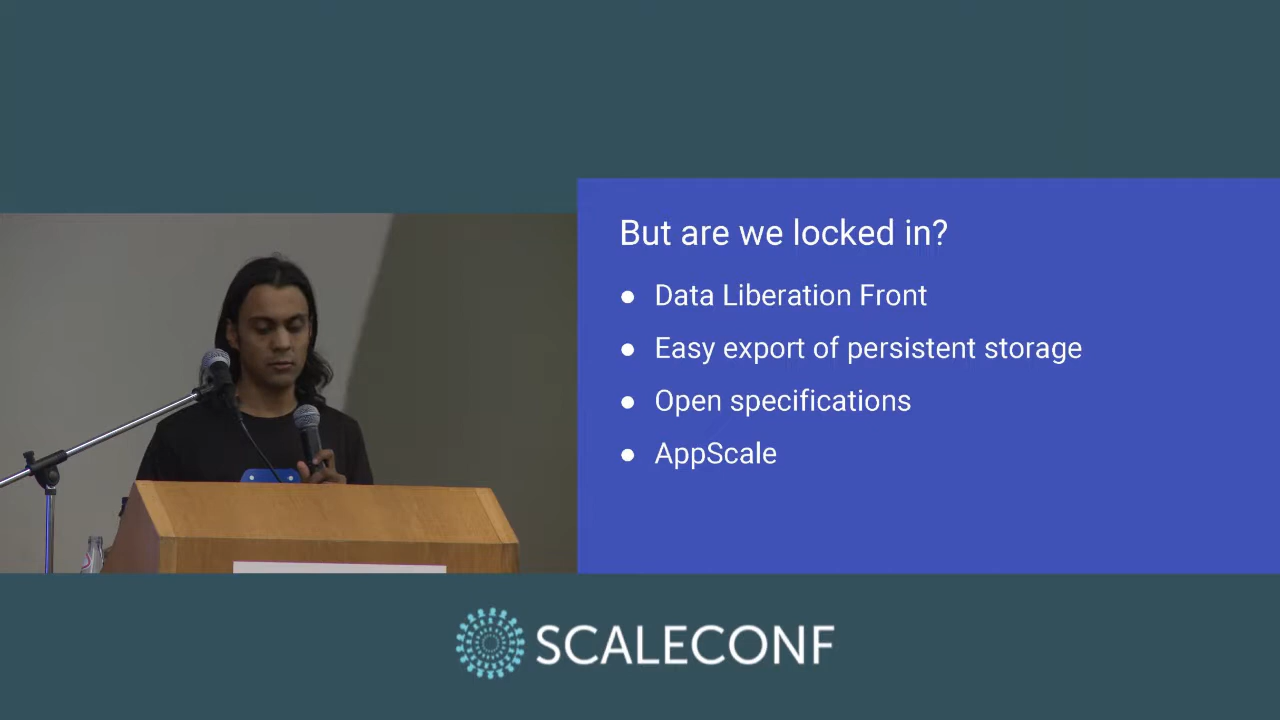 But are we locked in?
● Data Liberation Front
● Easy export of persistent storage
● Open specifications
● AppScale
SCALECONF